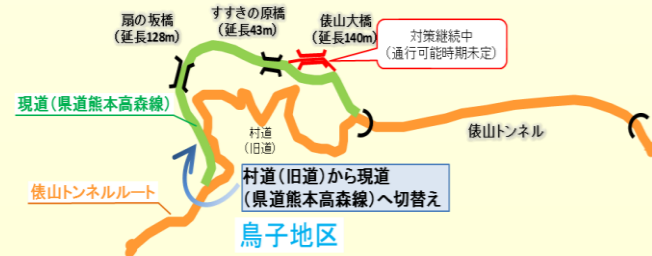 扇の坂橋
(延長128m)
すすきの原橋
(延長43m)
俵山大橋
(延長140m)
対策継続中
(通行可能時期未定)
現道(県道熊本高森線)
村道
(旧道)
俵山トンネル
村道(旧道)から現道
(県道熊本高森線)へ切替え
俵山トンネルルート
鳥子地区